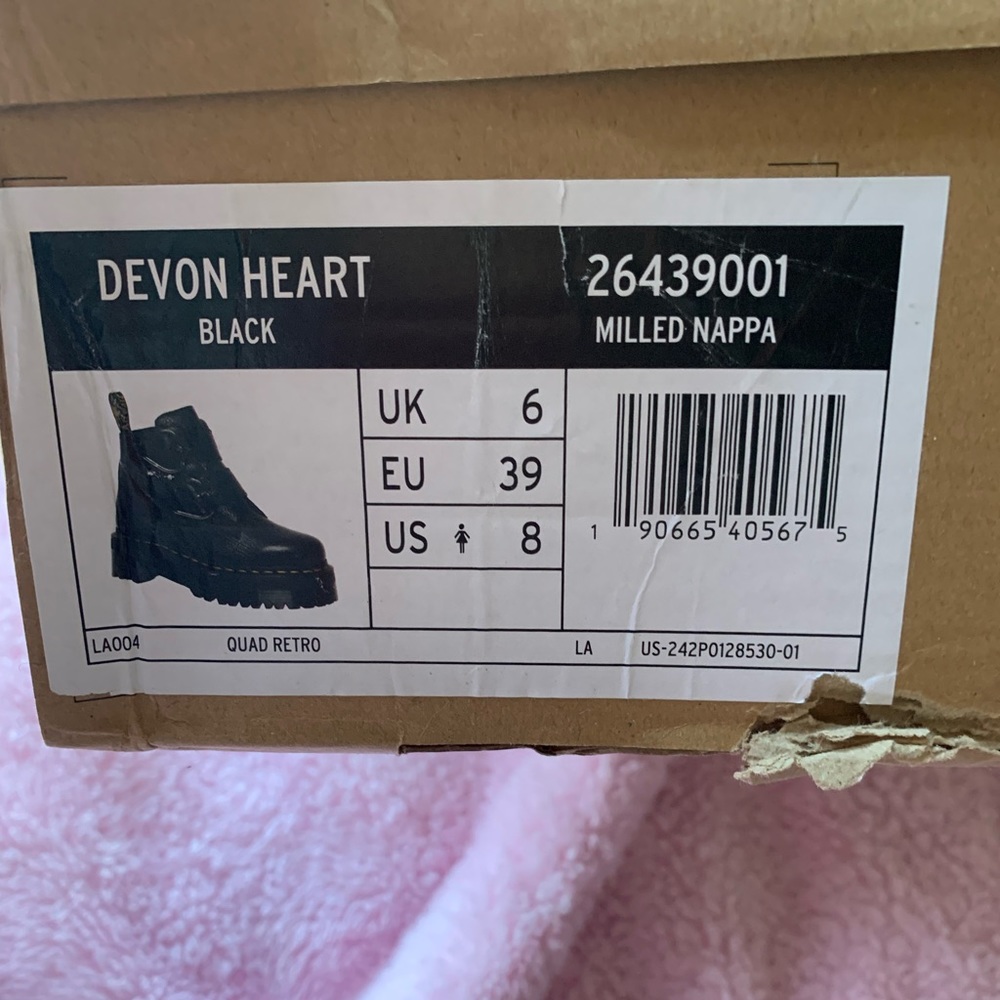 DEVON HEART
BLACK
26439001
MILLED NAPPA
UK 6
EU 39
US 8
1 90665 40567 5
LA004 QUAD RETRO LA US-242P0128530-01